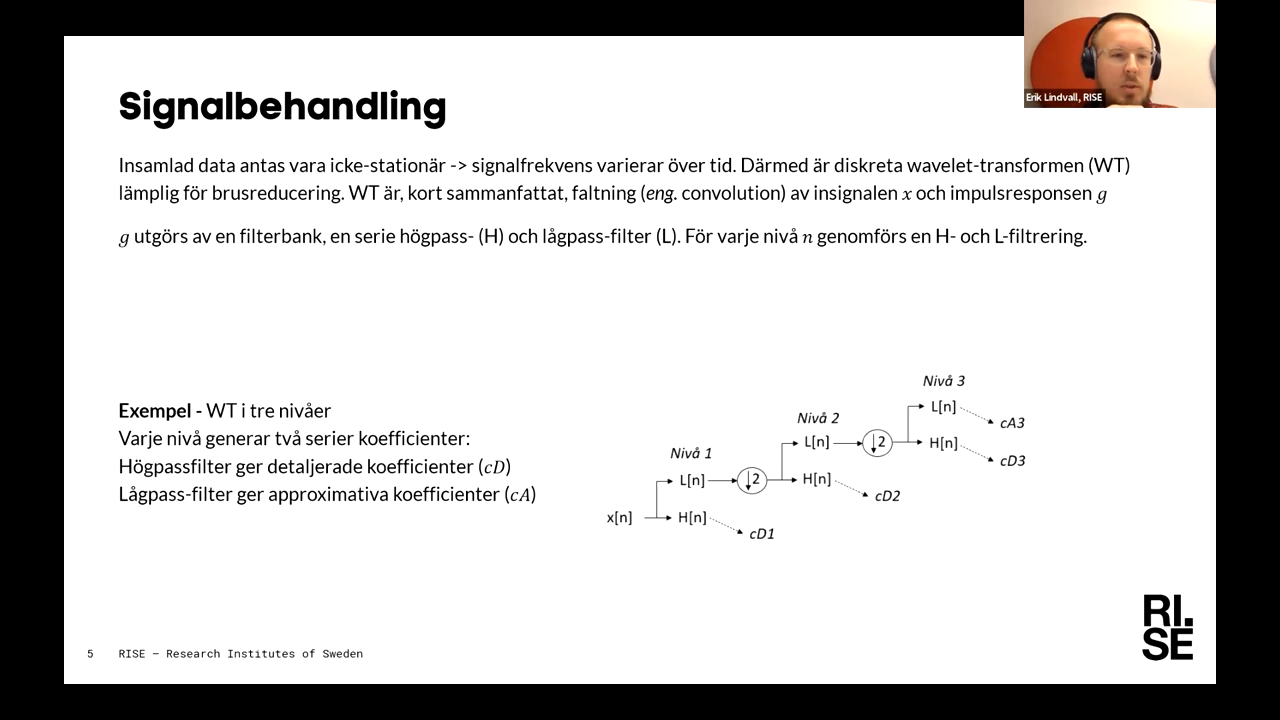 Erik Lindvall, RISE
Signalbehandling
Insamlad data antas vara icke-stationär -> signalfrekvens varierar över tid. Därmed är diskreta wavelet-transformen (WT)
lämplig för brusreducering. WT är, kort sammanfattat, faltning (eng. convolution) av insignalen x och impulsresponsen g
g utgörs av en filterbank, en serie högpass- (H) och lågpass-filter (L). För varje nivå n genomförs en H- och L-filtrering.
Exempel - WT i tre nivåer
Varje nivå generar två serier koefficienter:
Högpassfilter ger detaljerade koefficienter (cD)
Lågpass-filter ger approximativa koefficienter (cA)
Nivå 3
L[n]
cA3
Nivå 2
L[n]
↓2
H[n]
cD3
Nivå 1
L[n]
↓2
H[n]
cD2
x[n]
H[n]
cD1
RI.
SE
5 RISE — Research Institutes of Sweden